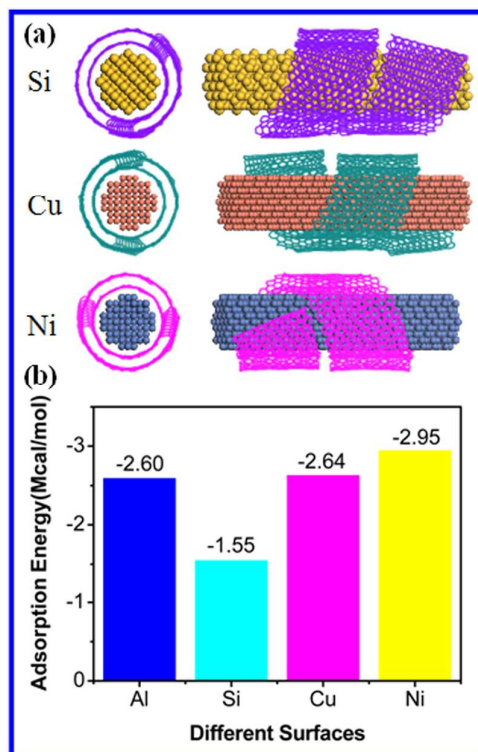 (a)
Si
Cu
Ni
(b)
Adsorption Energy(Mcal/mol)
-3
-2
-1
0
-2.60
-1.55
-2.64
-2.95
Al Si Cu Ni
Different Surfaces